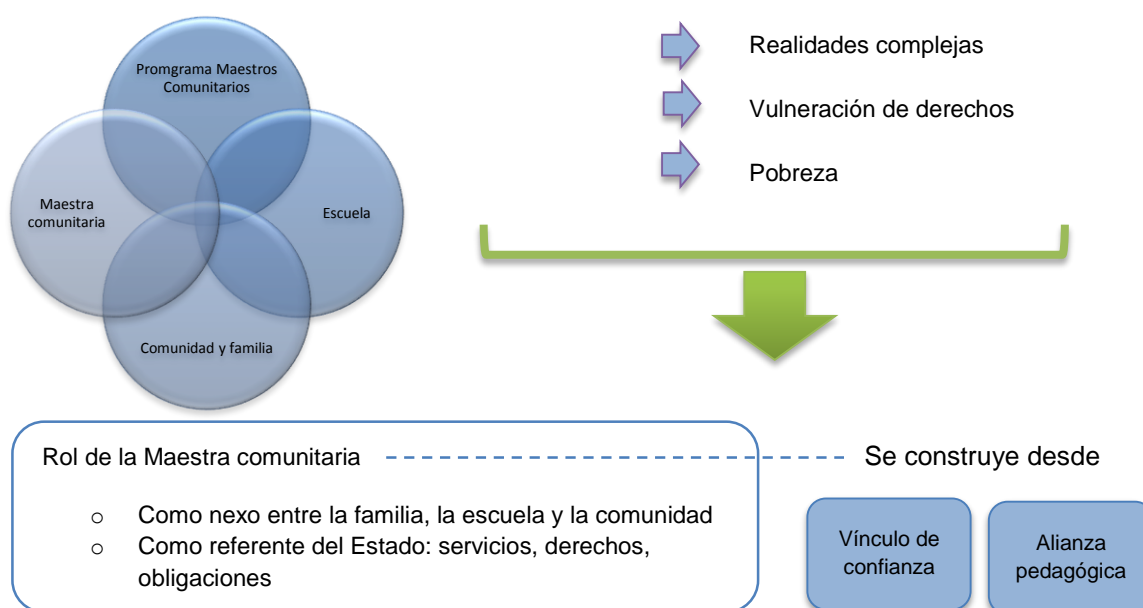 Promgrama Maestros
Comunitarios
Maestra
comunitaria
Escuela
Comunidad y familia
Realidades complejas
Vulneración de derechos
Pobreza
Rol de la Maestra comunitaria
Se construye desde
o Como nexo entre la familia, la escuela y la comunidad
o Como referente del Estado: servicios, derechos,
obligaciones
Vínculo de
confianza
Alianza
pedagógica